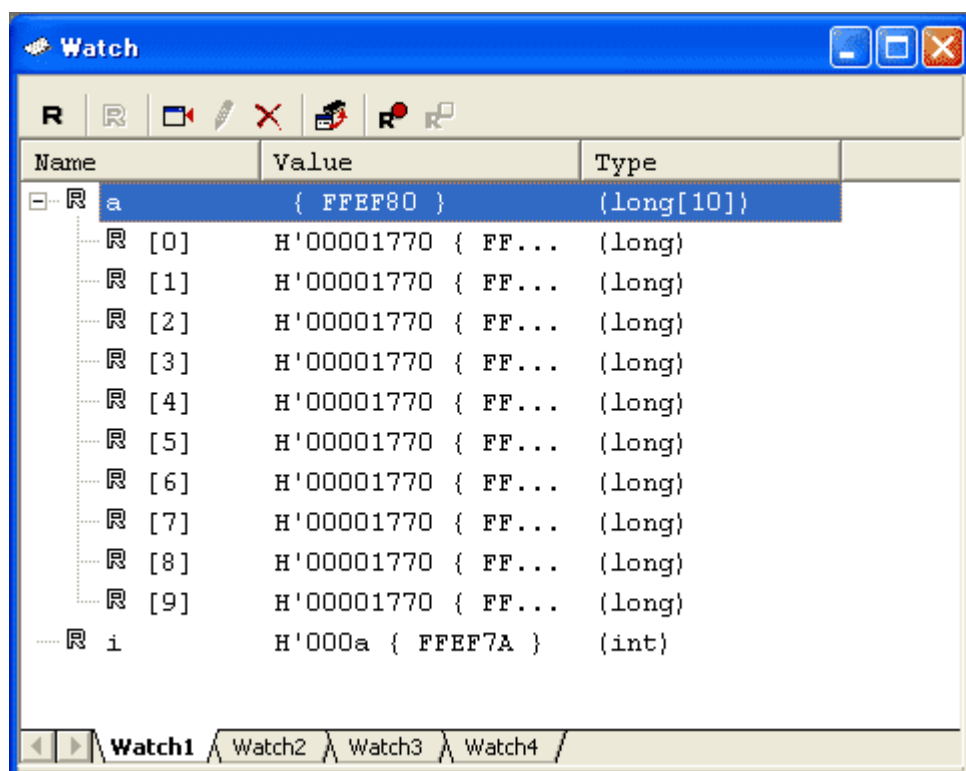 Watch
R R R R
Name Value Type
R a { FFEF80 } (long[10])
R [0] H'00001770 { FF... (long)
R [1] H'00001770 { FF... (long)
R [2] H'00001770 { FF... (long)
R [3] H'00001770 { FF... (long)
R [4] H'00001770 { FF... (long)
R [5] H'00001770 { FF... (long)
R [6] H'00001770 { FF... (long)
R [7] H'00001770 { FF... (long)
R [8] H'00001770 { FF... (long)
R [9] H'00001770 { FF... (long)
R i H'000a { FFEF7A } (int)
Watch1 Watch2 Watch3 Watch4